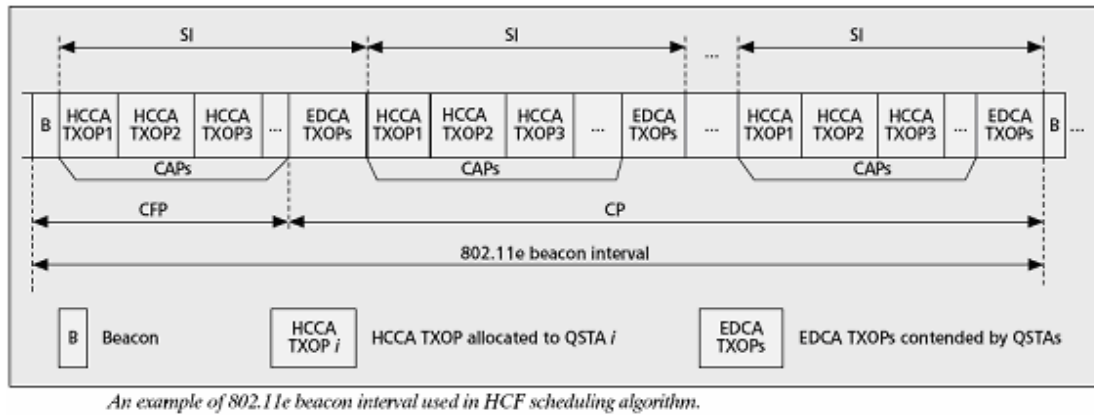 SI SI ... SI
B HCCA TXOP1 HCCA TXOP2 HCCA TXOP3 ... EDCA TXOPs HCCA TXOP1 HCCA TXOP2 HCCA TXOP3 ... EDCA TXOPs ... HCCA TXOP1 HCCA TXOP2 HCCA TXOP3 ... EDCA TXOPs B ...
CAPs CAPs CAPs
CFP CP
802.11e beacon interval
B Beacon HCCA TXOP i HCCA TXOP allocated to QSTA i EDCA TXOPs EDCA TXOPs contended by QSTAs
An example of 802.11e beacon interval used in HCF scheduling algorithm.